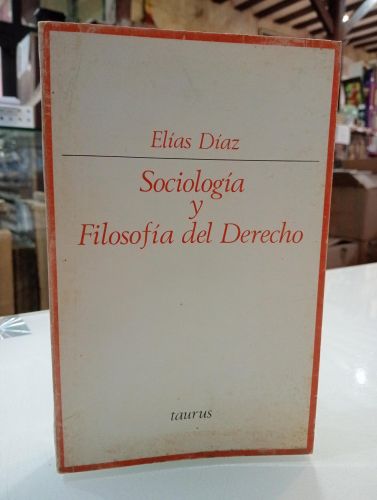 Elías Díaz
Sociología
y
Filosofía del Derecho
taurus